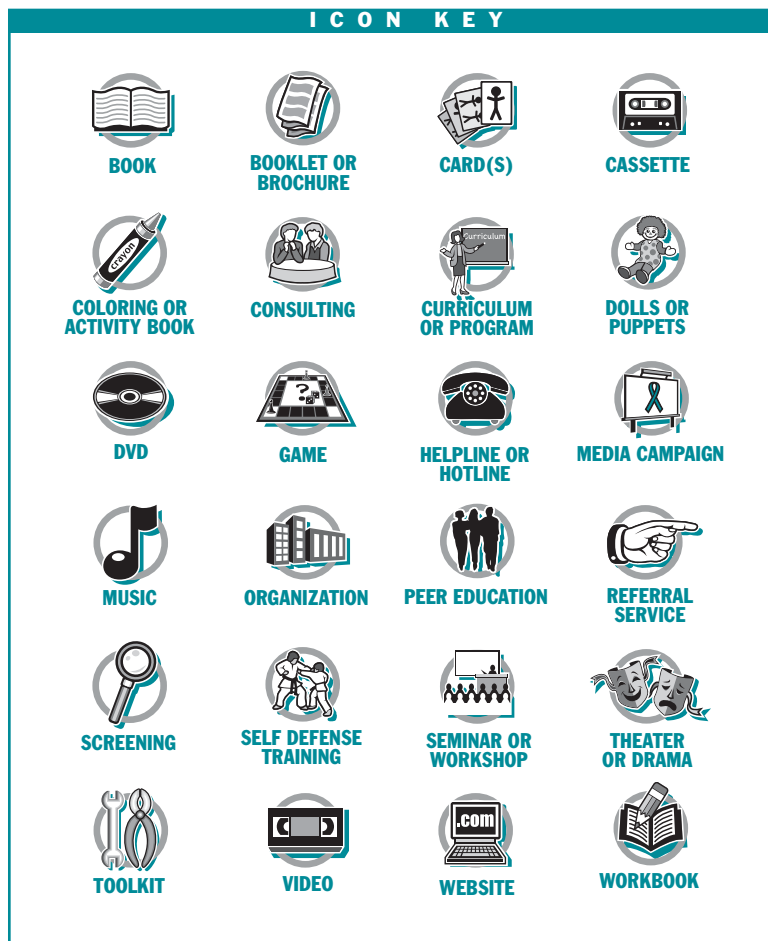 ICON KEY
BOOK
BOOKLET OR
BROCHURE
CARD(S)
CASSETTE
crayon
COLORING OR
ACTIVITY BOOK
CONSULTING
Curriculum
CURRICULUM
OR PROGRAM
DOLLS OR
PUPPETS
DVD
?
GAME
HELPLINE OR
HOTLINE
MEDIA CAMPAIGN
MUSIC
ORGANIZATION
PEER EDUCATION
REFERRAL
SERVICE
SCREENING
SELF DEFENSE
TRAINING
SEMINAR OR
WORKSHOP
THEATER
OR DRAMA
TOOLKIT
VIDEO
.com
WEBSITE
WORKBOOK